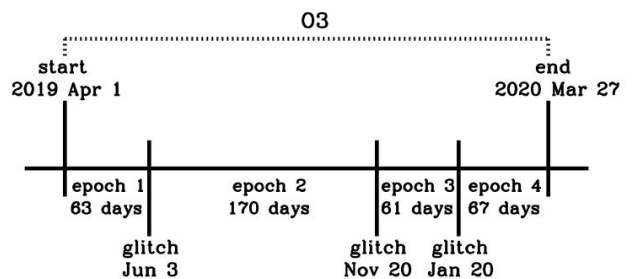 O3
start
2019 Apr 1
end
2020 Mar 27
epoch 1
63 days
epoch 2
170 days
epoch 3
61 days
epoch 4
67 days
glitch
Jun 3
glitch
Nov 20
glitch
Jan 20